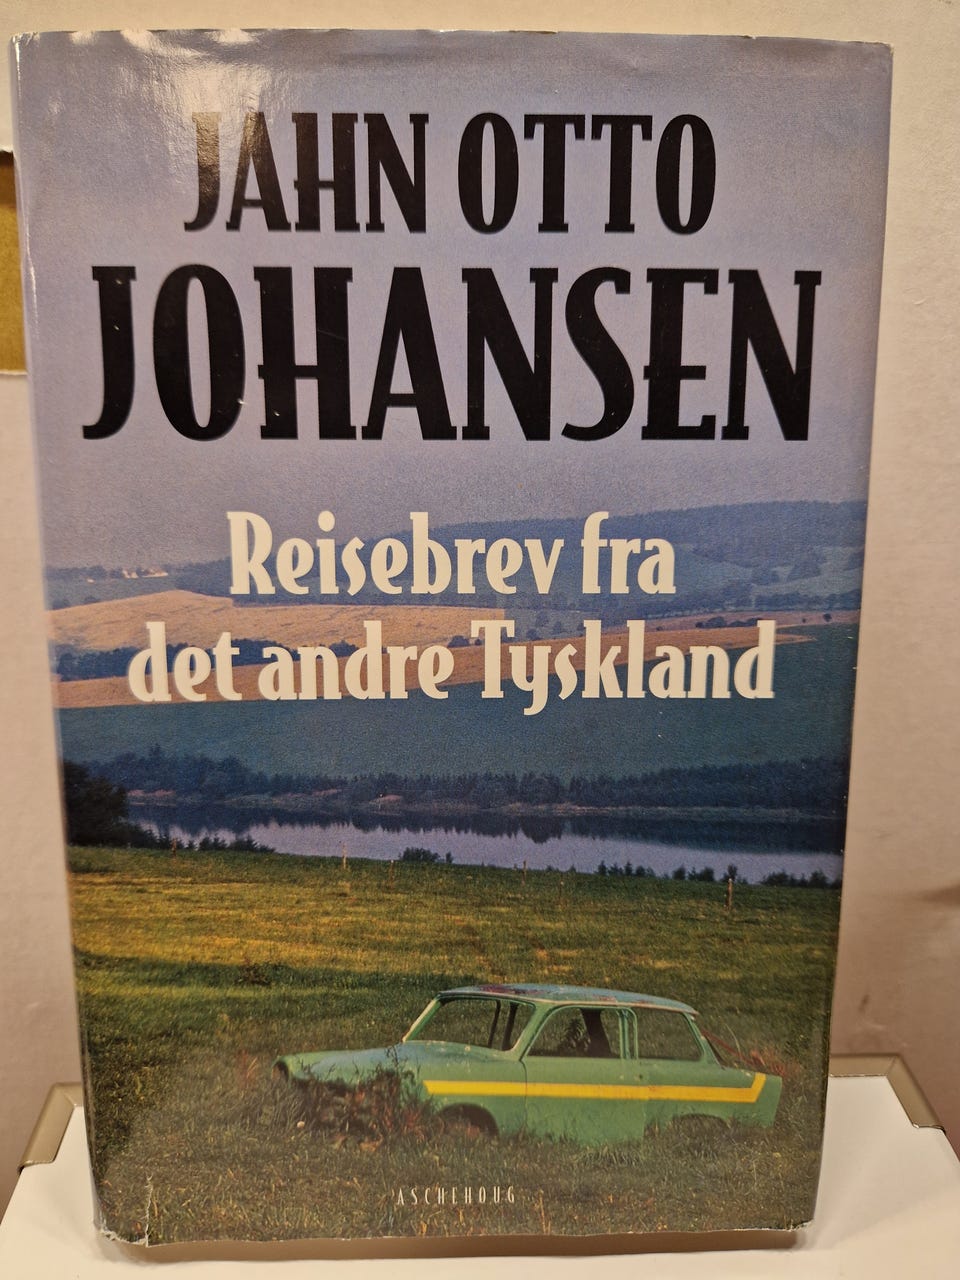 JAHN OTTO
JOHANSEN
Reisebrev fra
det andre Tyskland
ASCHEHOUG